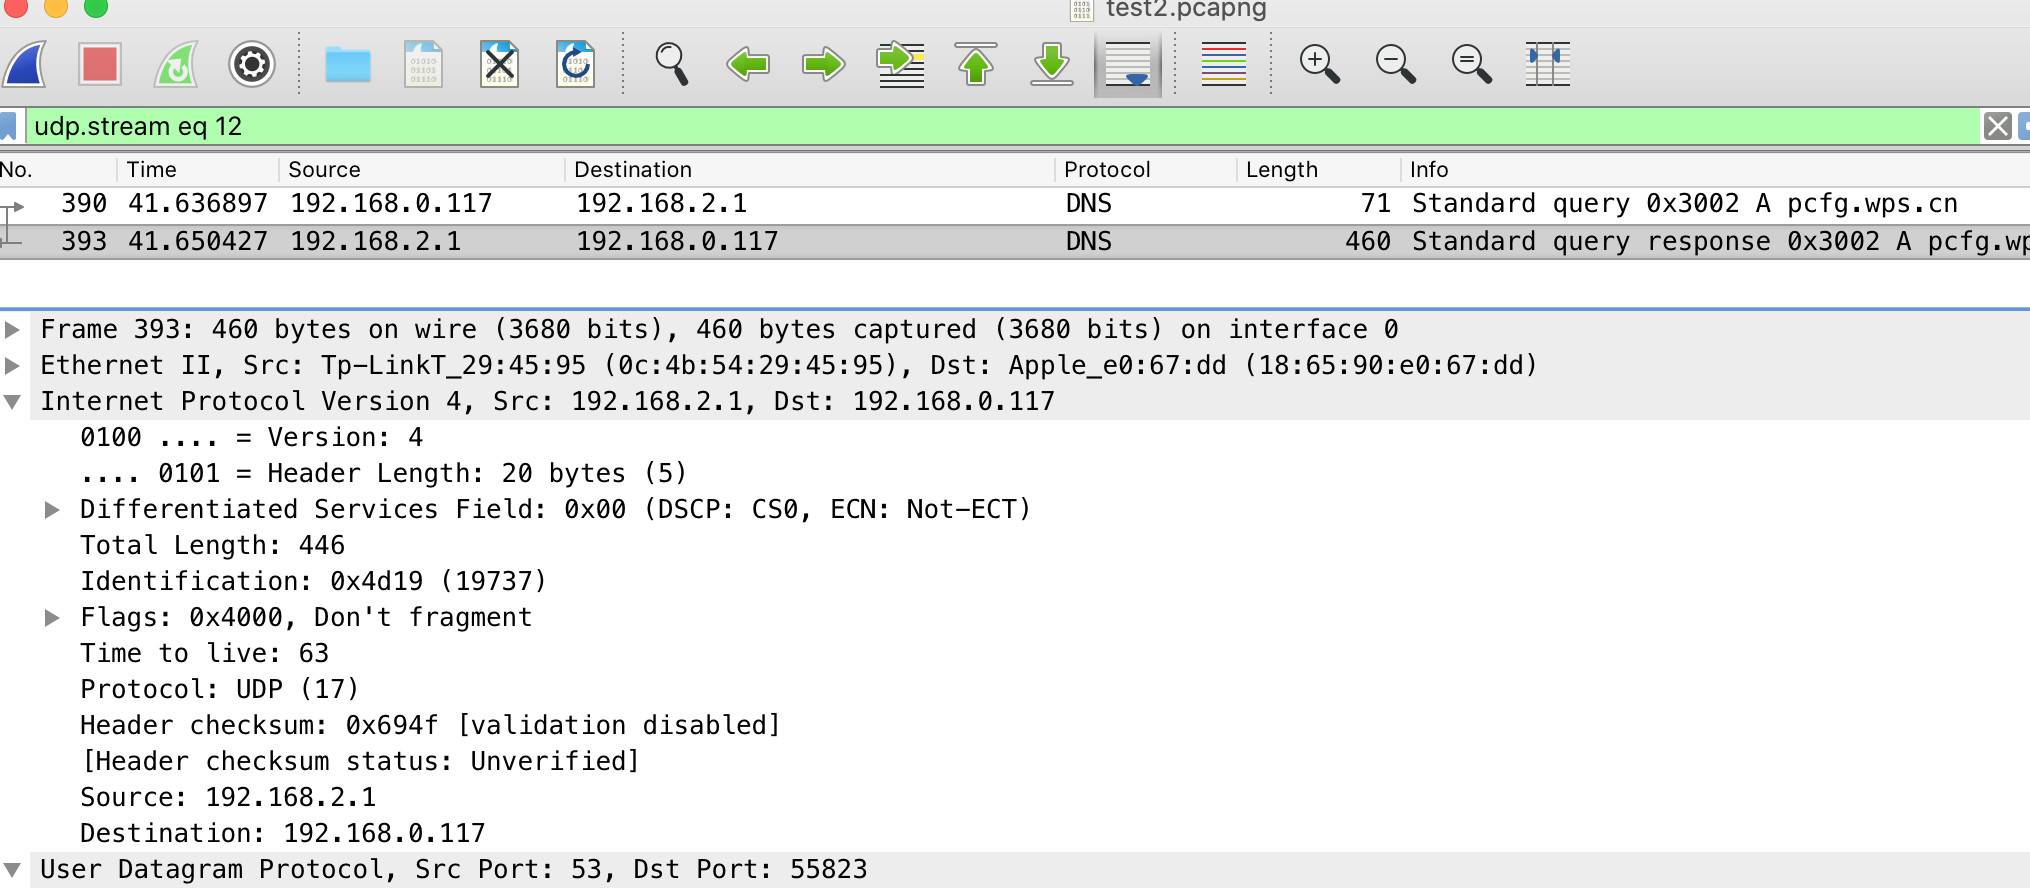 test2.pcapng
udp.stream eq 12
No. Time Source Destination Protocol Length Info
390 41.636897 192.168.0.117 192.168.2.1 DNS 71 Standard query 0x3002 A pcfg.wps.cn
393 41.650427 192.168.2.1 192.168.0.117 DNS 460 Standard query response 0x3002 A pcfg.wp
Frame 393: 460 bytes on wire (3680 bits), 460 bytes captured (3680 bits) on interface 0
Ethernet II, Src: Tp-LinkT_29:45:95 (0c:4b:54:29:45:95), Dst: Apple_e0:67:dd (18:65:90:e0:67:dd)
Internet Protocol Version 4, Src: 192.168.2.1, Dst: 192.168.0.117
0100 .... = Version: 4
.... 0101 = Header Length: 20 bytes (5)
Differentiated Services Field: 0x00 (DSCP: CS0, ECN: Not-ECT)
Total Length: 446
Identification: 0x4d19 (19737)
Flags: 0x4000, Don't fragment
Time to live: 63
Protocol: UDP (17)
Header checksum: 0x694f [validation disabled]
[Header checksum status: Unverified]
Source: 192.168.2.1
Destination: 192.168.0.117
User Datagram Protocol, Src Port: 53, Dst Port: 55823